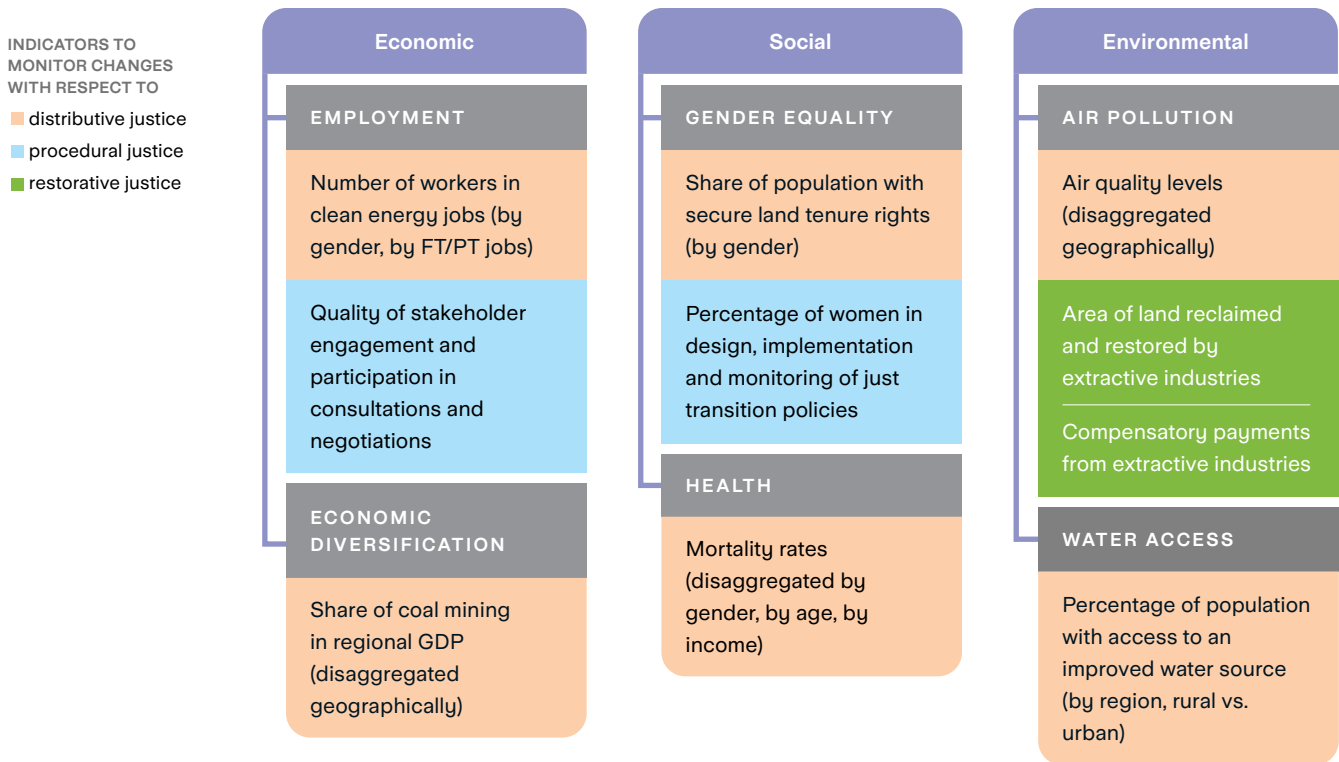 INDICATORS TO
MONITOR CHANGES
WITH RESPECT TO
distributive justice
procedural justice
restorative justice
Economic
EMPLOYMENT
Number of workers in
clean energy jobs (by
gender, by FT/PT jobs)
Quality of stakeholder
engagement and
participation in
consultations and
negotiations
ECONOMIC
DIVERSIFICATION
Share of coal mining
in regional GDP
(disaggregated
geographically)
Social
GENDER EQUALITY
Share of population with
secure land tenure rights
(by gender)
Percentage of women in
design, implementation
and monitoring of just
transition policies
HEALTH
Mortality rates
(disaggregated by
gender, by age, by
income)
Environmental
AIR POLLUTION
Air quality levels
(disaggregated
geographically)
Area of land reclaimed
and restored by
extractive industries
Compensatory payments
from extractive industries
WATER ACCESS
Percentage of population
with access to an
improved water source
(by region, rural vs.
urban)